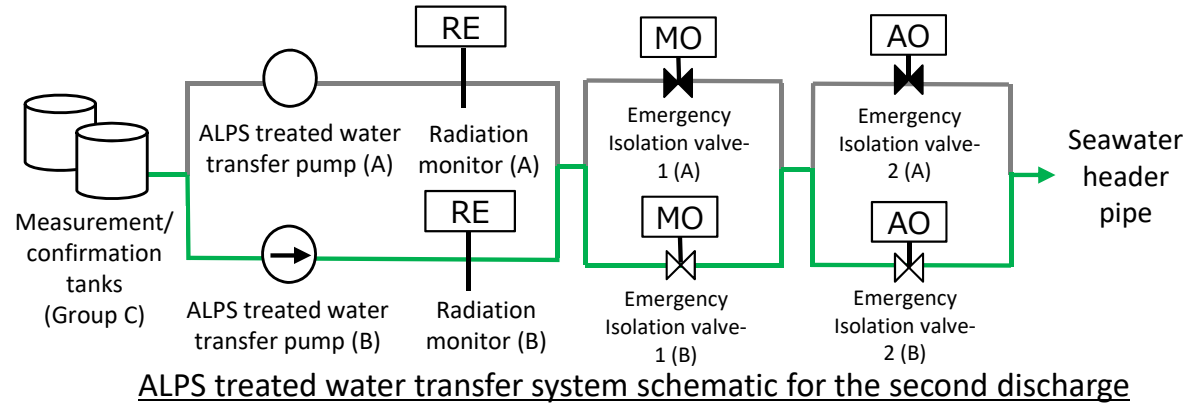 RE
MO
AO
ALPS treated water
transfer pump (A)
Radiation
monitor (A)
Emergency
Isolation valve-
1 (A)
Emergency
Isolation valve-
2 (A)
Seawater
header
pipe
Measurement/
confirmation
tanks
(Group C)
RE
MO
AO
ALPS treated water
transfer pump (B)
Radiation
monitor (B)
Emergency
Isolation valve-
1 (B)
Emergency
Isolation valve-
2 (B)
ALPS treated water transfer system schematic for the second discharge